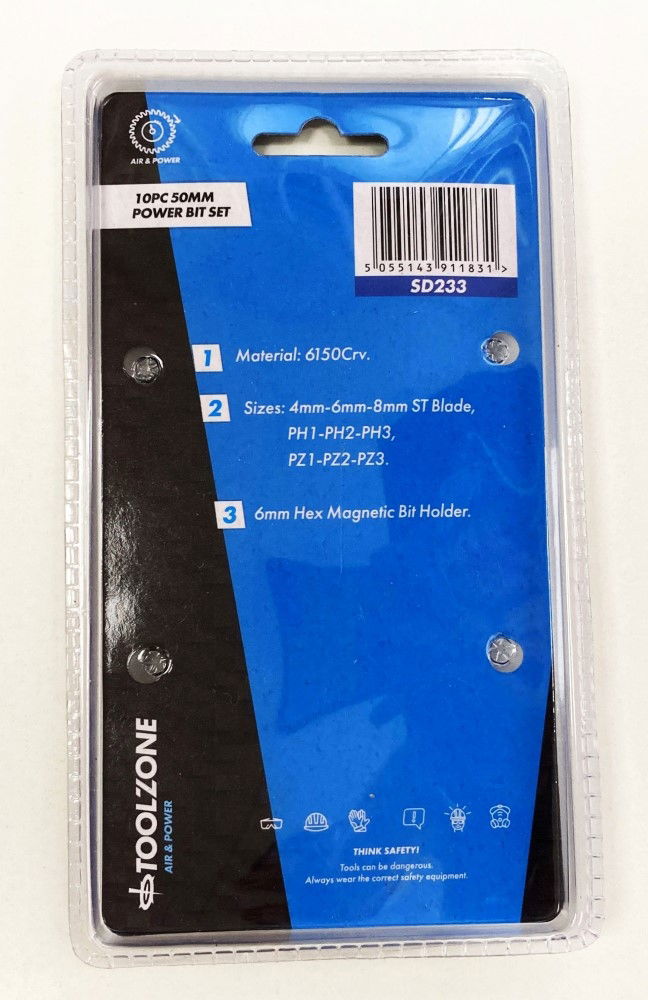 AIR & POWER
10PC 50MM
POWER BIT SET
5 055143 911831 >
SD233
1 Material: 6150Crv.
2 Sizes: 4mm-6mm-8mm ST Blade,
PH1-PH2-PH3,
PZ1-PZ2-PZ3.
3 6mm Hex Magnetic Bit Holder.
TOOLZONE
AIR & POWER
THINK SAFETY!
Tools can be dangerous.
Always wear the correct safety equipment.